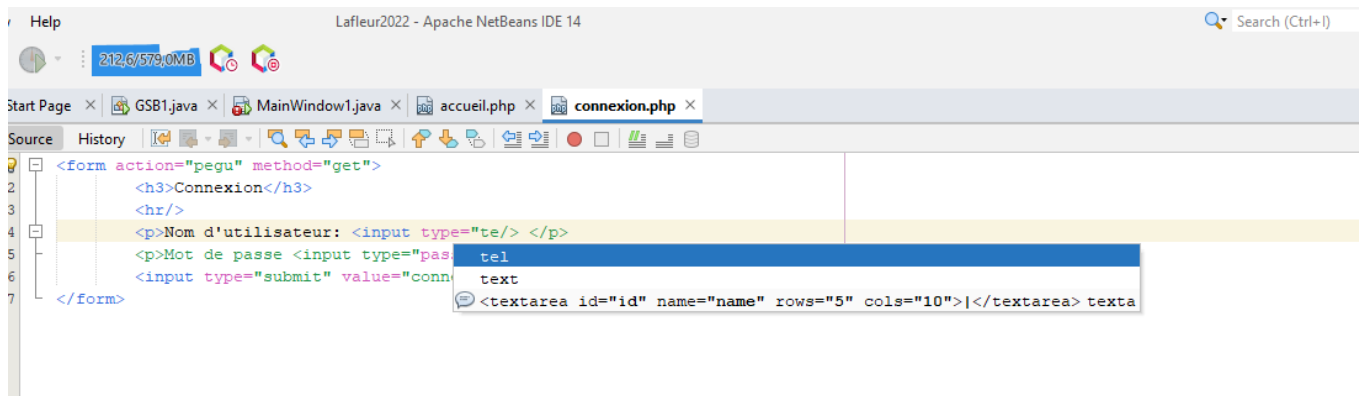 Help Lafleur2022 - Apache NetBeans IDE 14 Search (Ctrl+I)
212,6/579,0MB
Start Page GSB1.java MainWindow1.java accueil.php connexion.php
Source History
<form action="pegu" method="get">
2 <h3>Connexion</h3>
3 <hr/>
4 <p>Nom d'utilisateur: <input type="te/> </p>
5 <p>Mot de passe <input type="pas
6 <input type="submit" value="conn
7 </form>
tel
text
<textarea id="id" name="name" rows="5" cols="10">|</textarea> texta